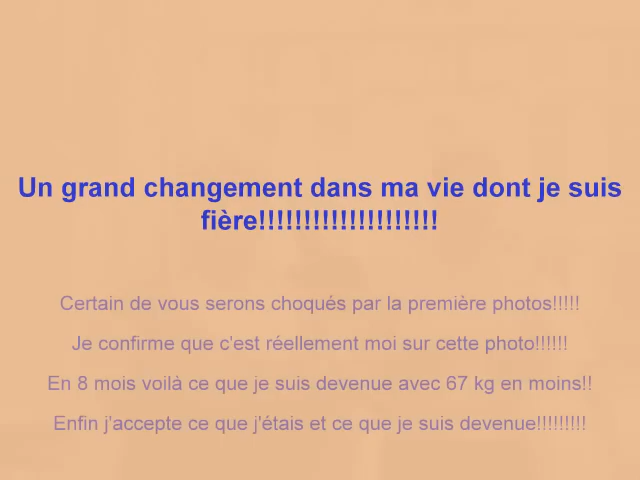 Un grand changement dans ma vie dont je suis
fière!!!!!!!!!!!!!!!!!!!!
Certain de vous serons choqués par la première photos!!!!!
Je confirme que c'est réellement moi sur cette photo!!!!!!
En 8 mois voilà ce que je suis devenue avec 67 kg en moins!!
Enfin j'accepte ce que j'étais et ce que je suis devenue!!!!!!!!!